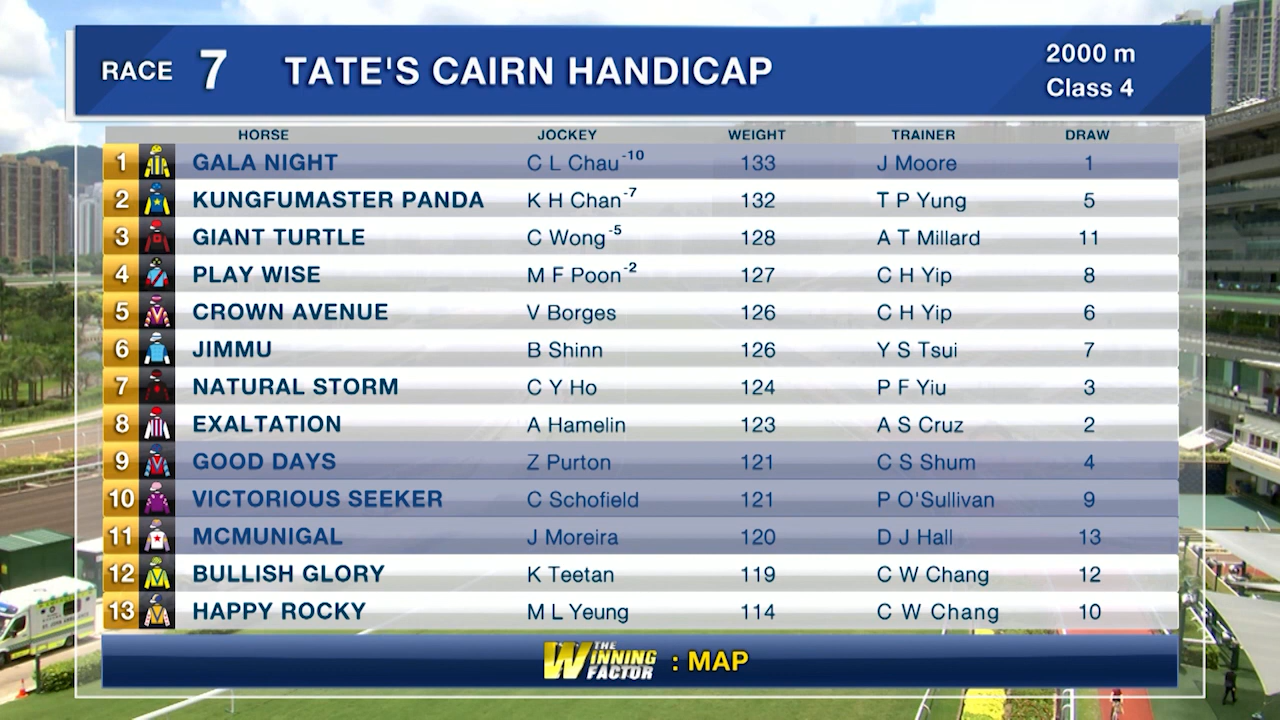 RACE 7 TATE'S CAIRN HANDICAP 2000 m
Class 4
HORSE JOCKEY WEIGHT TRAINER DRAW
1 GALA NIGHT C L Chau-10 133 J Moore 1
2 KUNGFUMASTER PANDA K H Chan-7 132 T P Yung 5
3 GIANT TURTLE C Wong-5 128 A T Millard 11
4 PLAY WISE M F Poon-2 127 C H Yip 8
5 CROWN AVENUE V Borges 126 C H Yip 6
6 JIMMU B Shinn 126 Y S Tsui 7
7 NATURAL STORM C Y Ho 124 P F Yiu 3
8 EXALTATION A Hamelin 123 A S Cruz 2
9 GOOD DAYS Z Purton 121 C S Shum 4
10 VICTORIOUS SEEKER C Schofield 121 P O'Sullivan 9
11 MCMUNIGAL J Moreira 120 D J Hall 13
12 BULLISH GLORY K Teetan 119 C W Chang 12
13 HAPPY ROCKY M L Yeung 114 C W Chang 10
THE WINNING FACTOR : MAP